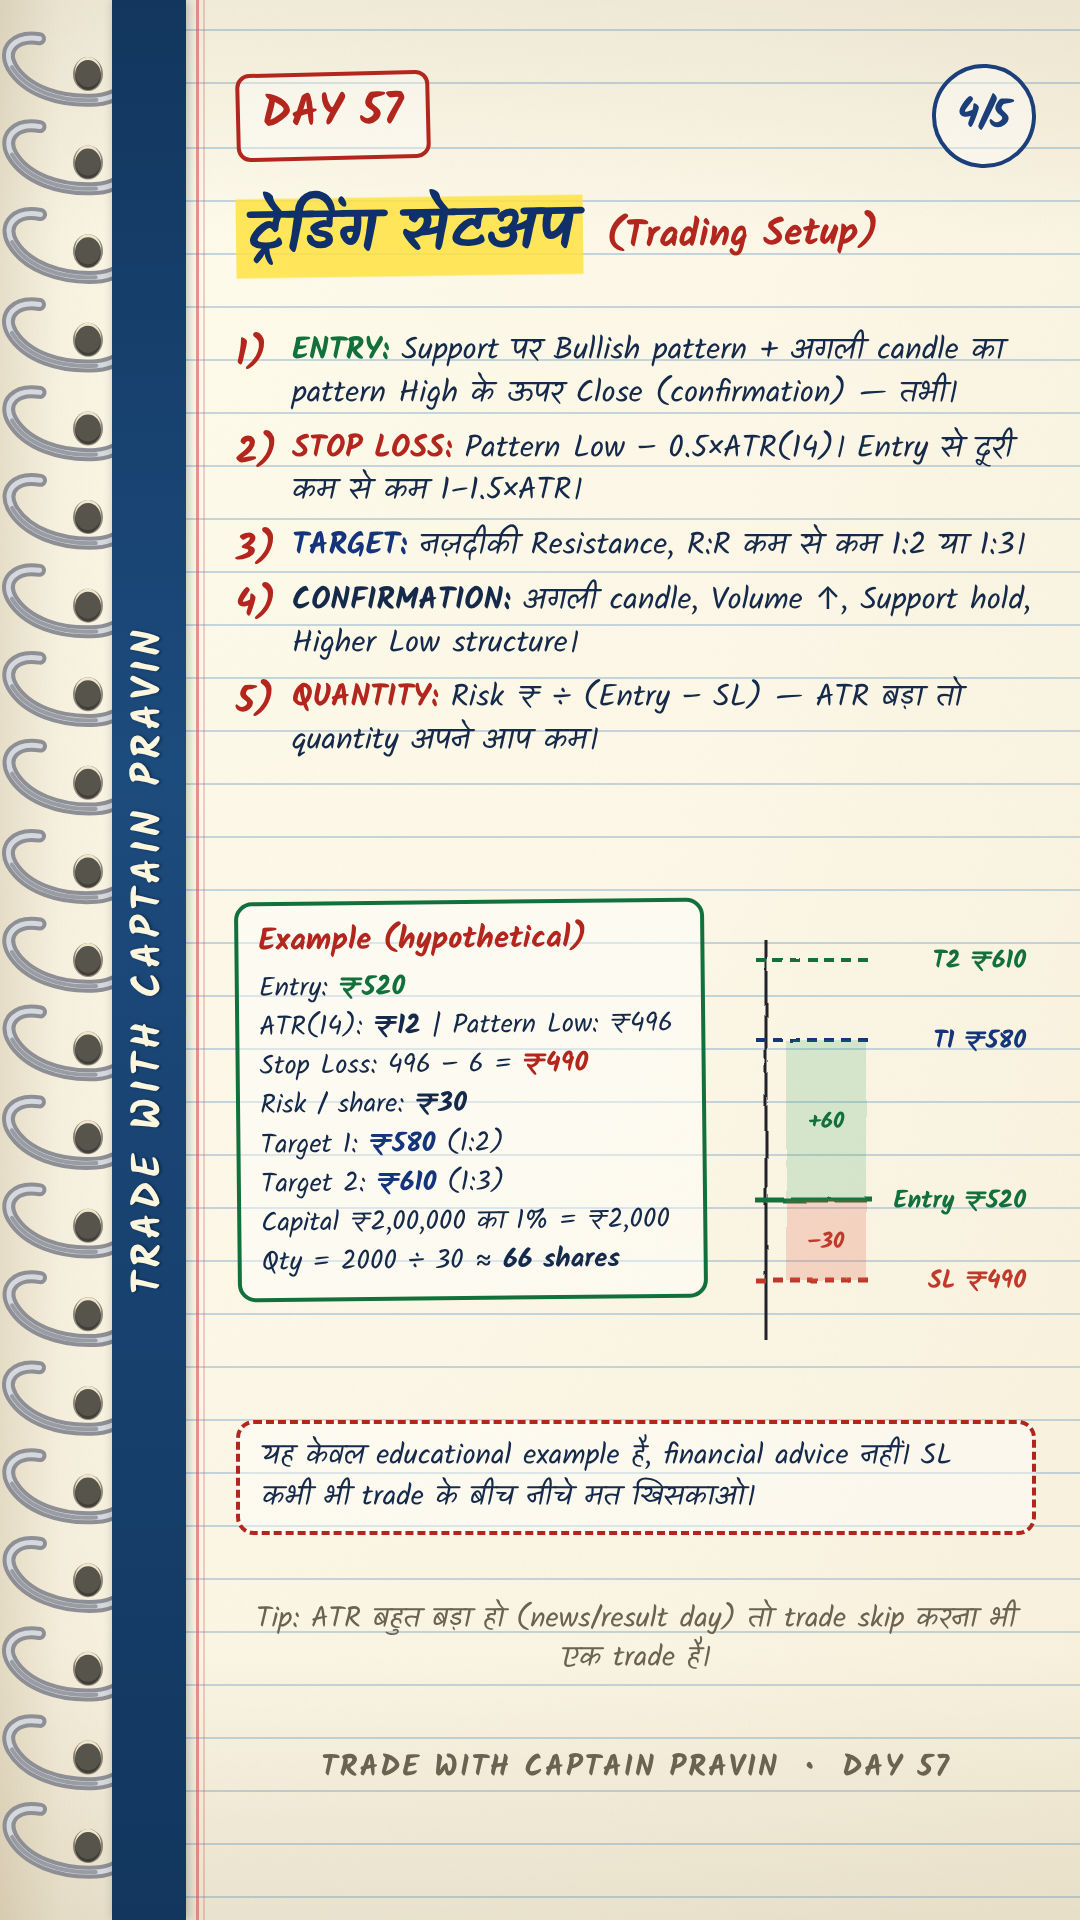 DAY 57
4/5
ट्रेडिंग सेटअप (Trading Setup)
1) ENTRY: Support पर Bullish pattern + अगली candle का
pattern High के ऊपर Close (confirmation) — तभी।
2) STOP LOSS: Pattern Low − 0.5×ATR(14)। Entry से दूरी
कम से कम 1–1.5×ATR।
3) TARGET: नज़दीकी Resistance, R:R कम से कम 1:2 या 1:3।
4) CONFIRMATION: अगली candle, Volume ↑, Support hold,
Higher Low structure।
5) QUANTITY: Risk ₹ ÷ (Entry − SL) — ATR बड़ा तो
quantity अपने आप कम।
TRADE WITH CAPTAIN PRAVIN
Example (hypothetical)
Entry: ₹520
ATR(14): ₹12 | Pattern Low: ₹496
Stop Loss: 496 − 6 = ₹490
Risk / share: ₹30
Target 1: ₹580 (1:2)
Target 2: ₹610 (1:3)
Capital ₹2,00,000 का 1% = ₹2,000
Qty = 2000 ÷ 30 ≈ 66 shares
T2 ₹610
T1 ₹580
+60
Entry ₹520
−30
SL ₹490
यह केवल educational example है, financial advice नहीं। SL
कभी भी trade के बीच नीचे मत खिसकाओ।
Tip: ATR बहुत बड़ा हो (news/result day) तो trade skip करना भी
एक trade है।
TRADE WITH CAPTAIN PRAVIN · DAY 57